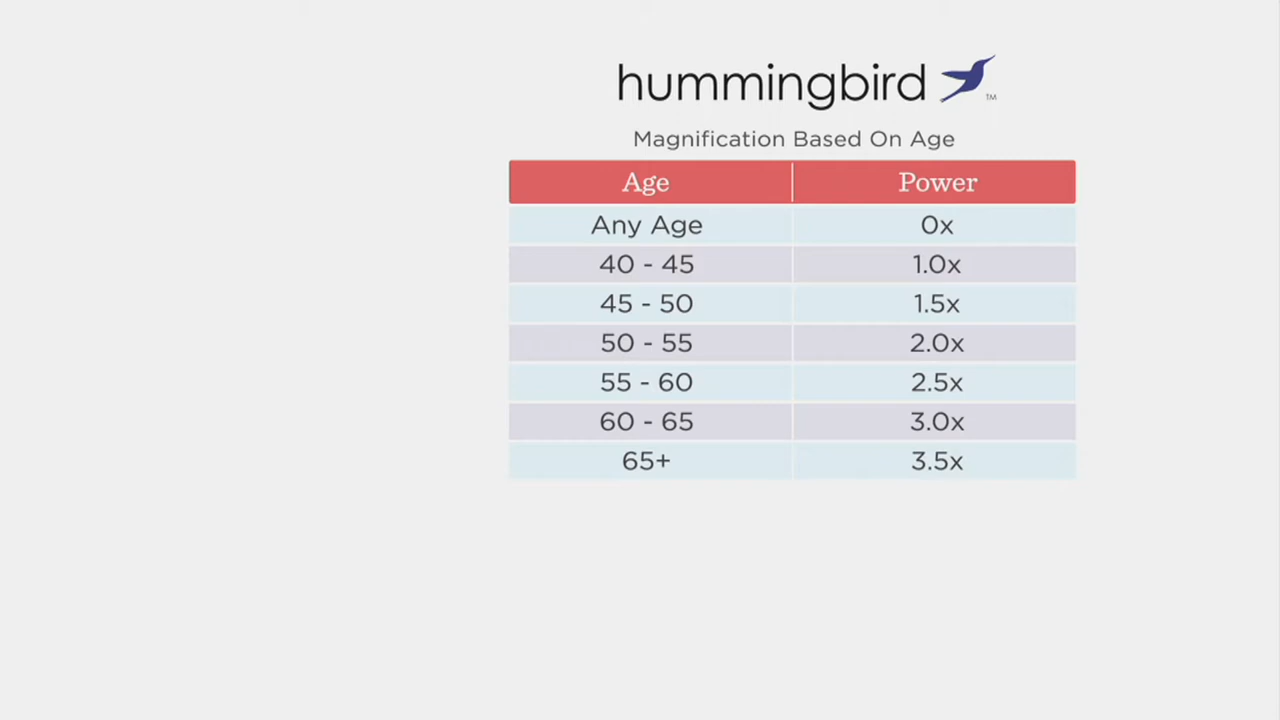 hummingbird ™
Magnification Based On Age
Age Power
Any Age 0x
40 - 45 1.0x
45 - 50 1.5x
50 - 55 2.0x
55 - 60 2.5x
60 - 65 3.0x
65+ 3.5x